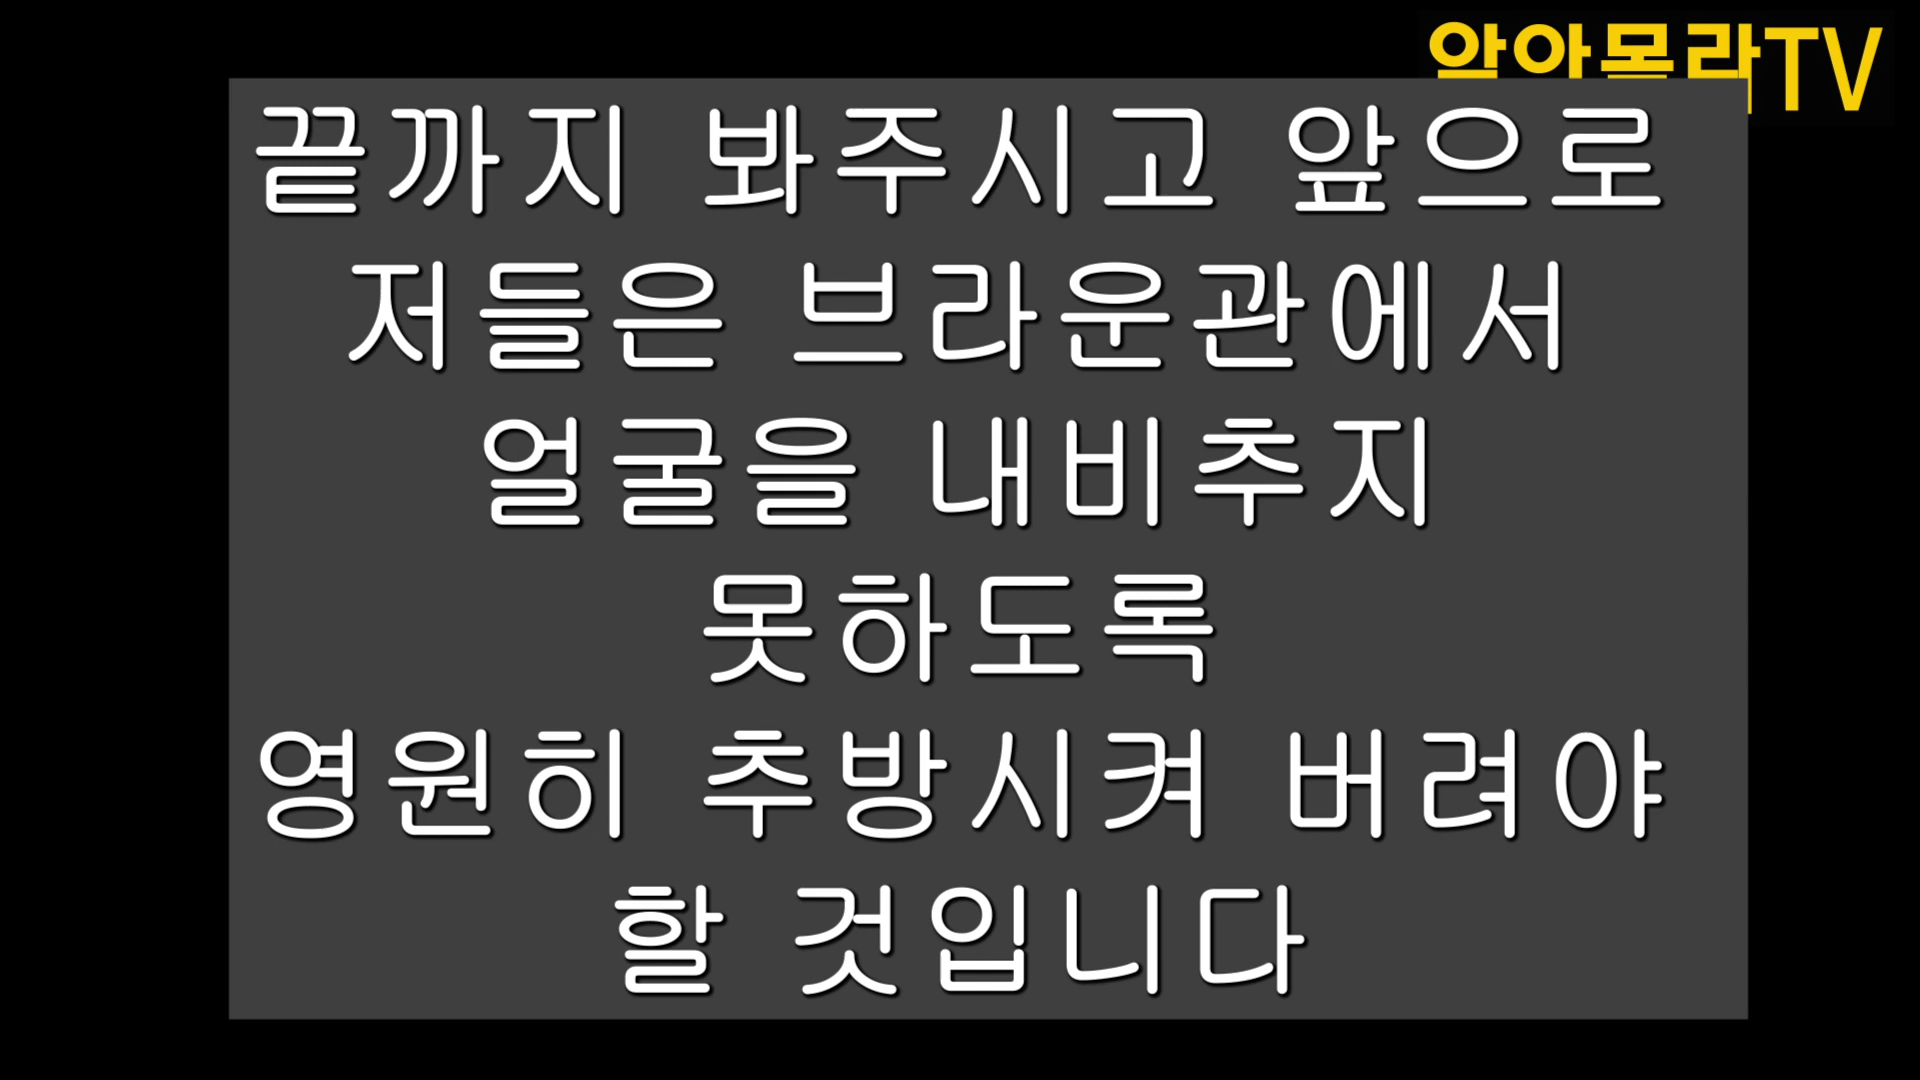 알아몰라TV
끝까지 봐주시고 앞으로
저들은 브라운관에서
얼굴을 내비추지
못하도록
영원히 추방시켜 버려야
할 것입니다